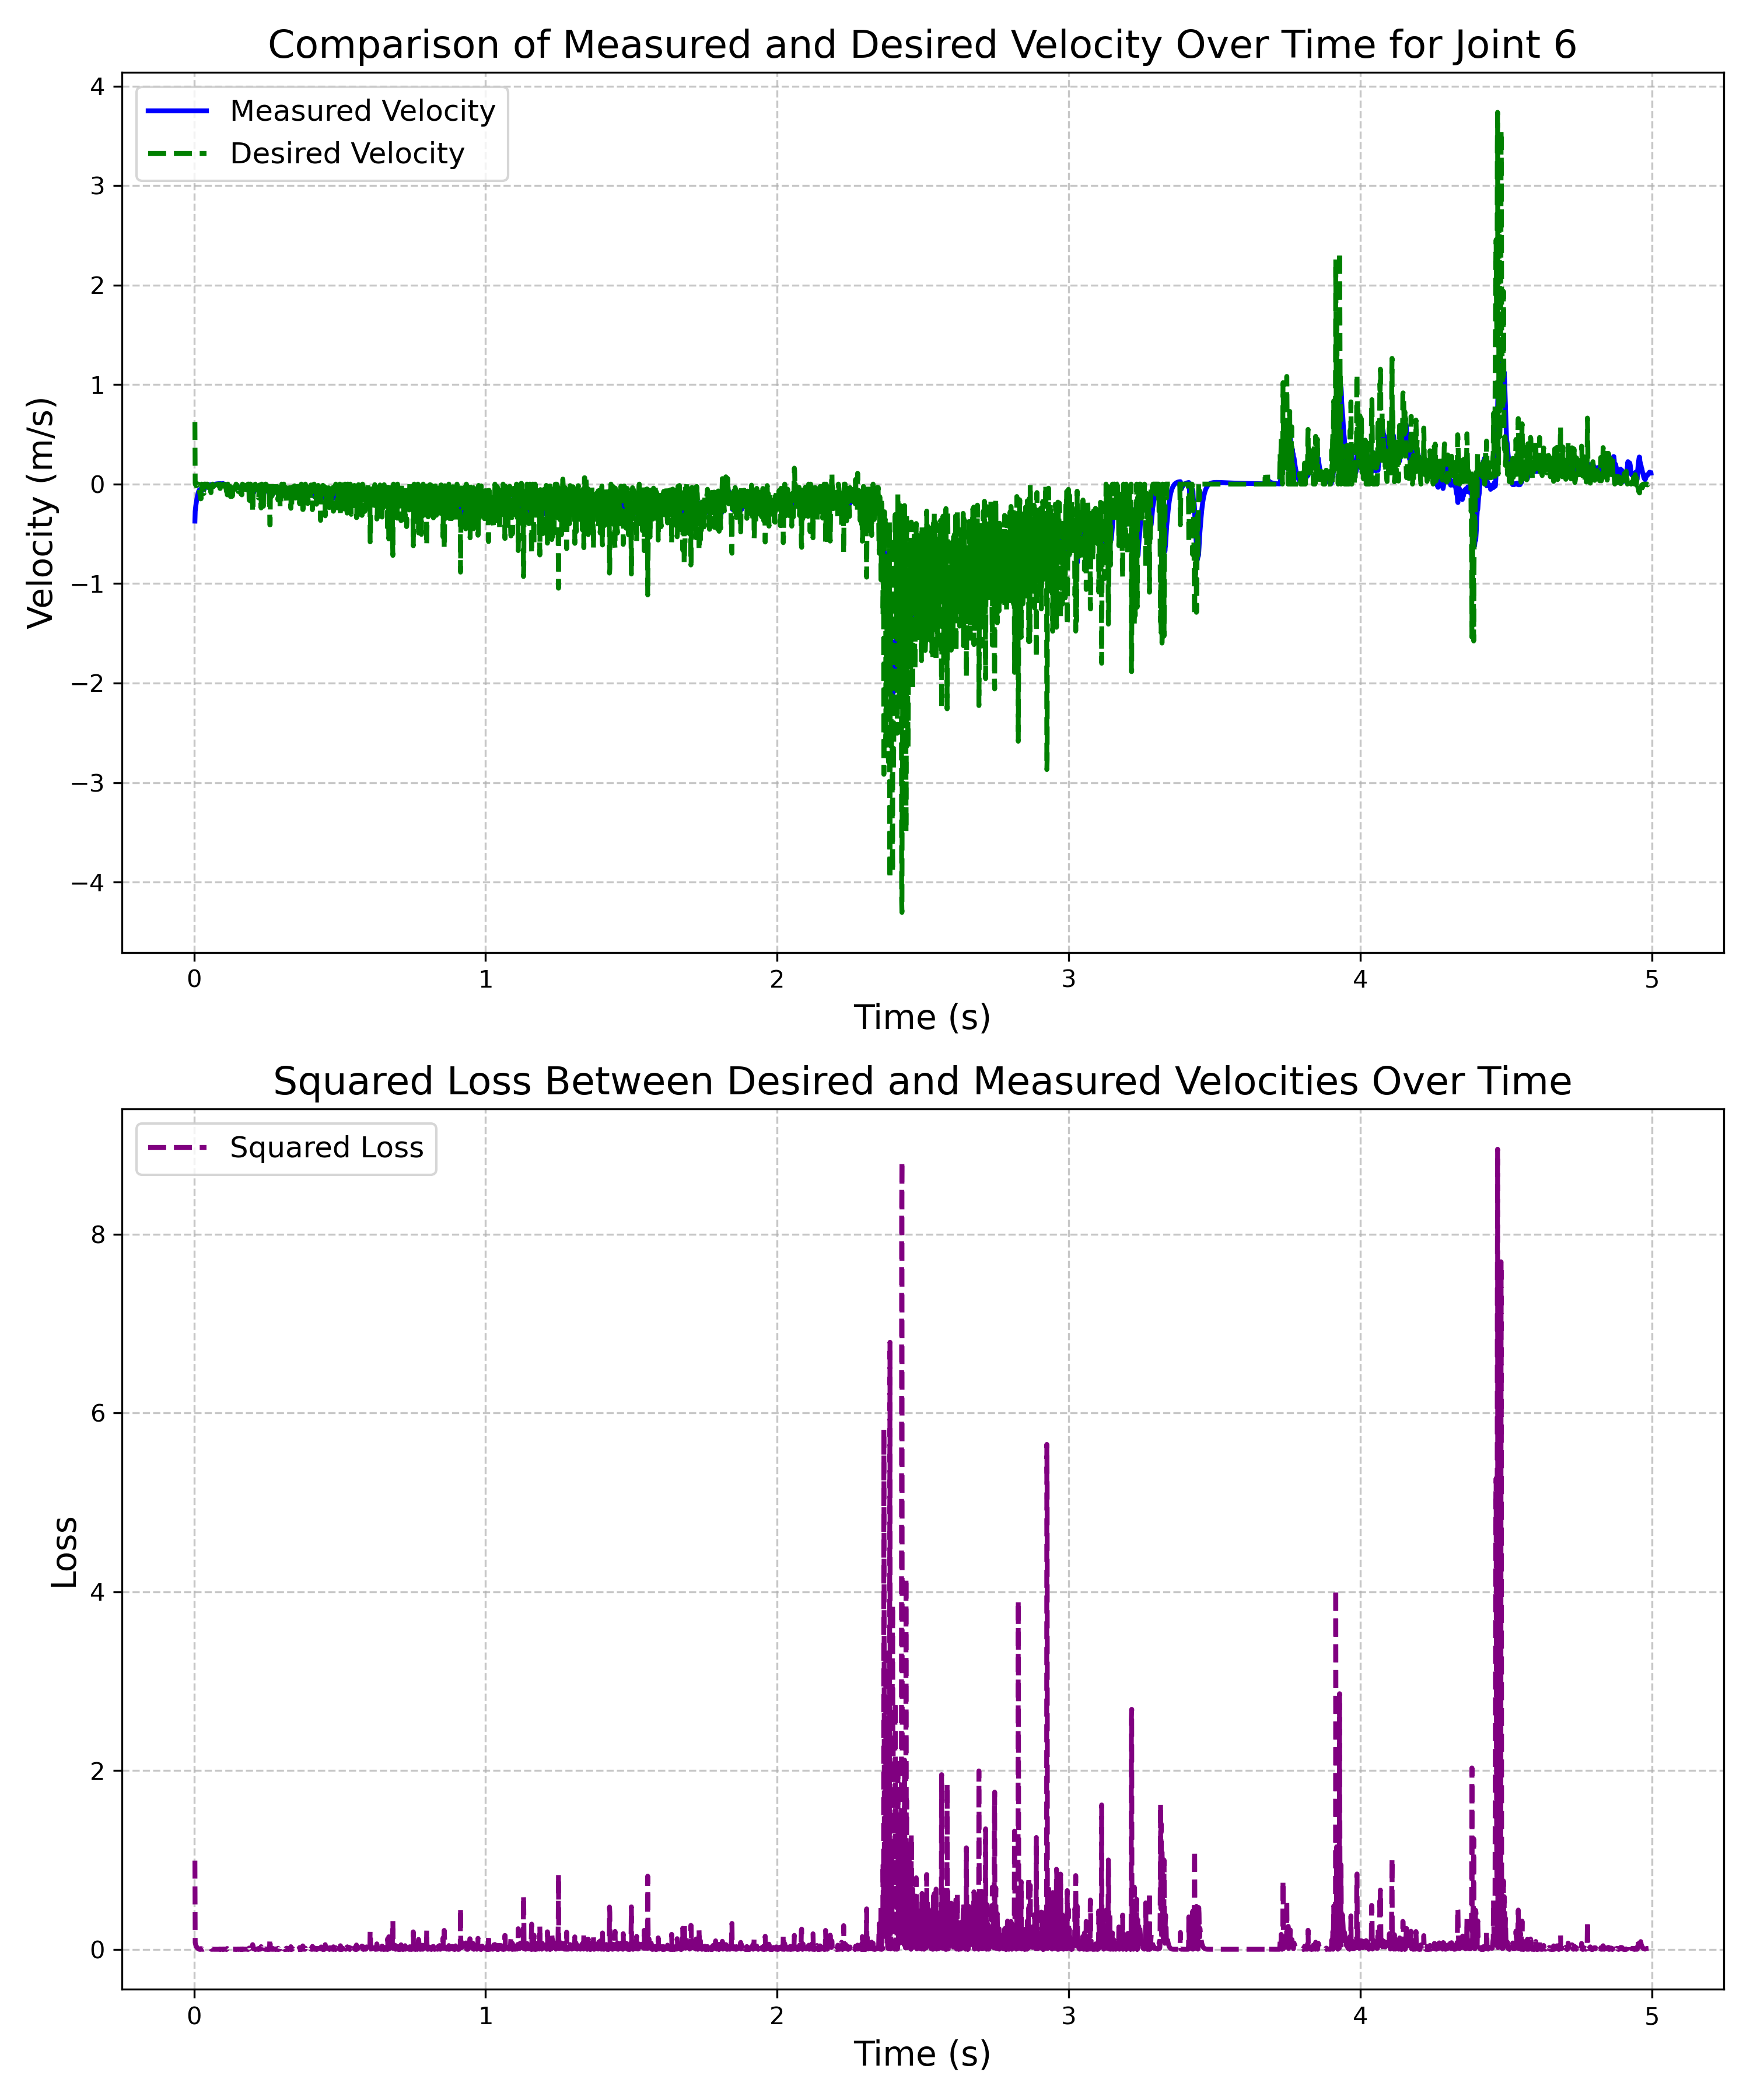 Comparison of Measured and Desired Velocity Over Time for Joint 6
Measured Velocity
Desired Velocity
Velocity (m/s)
4
3
2
1
0
−1
−2
−3
−4
0 1 2 3 4 5
Time (s)
Squared Loss Between Desired and Measured Velocities Over Time
Squared Loss
Loss
8
6
4
2
0
0 1 2 3 4 5
Time (s)